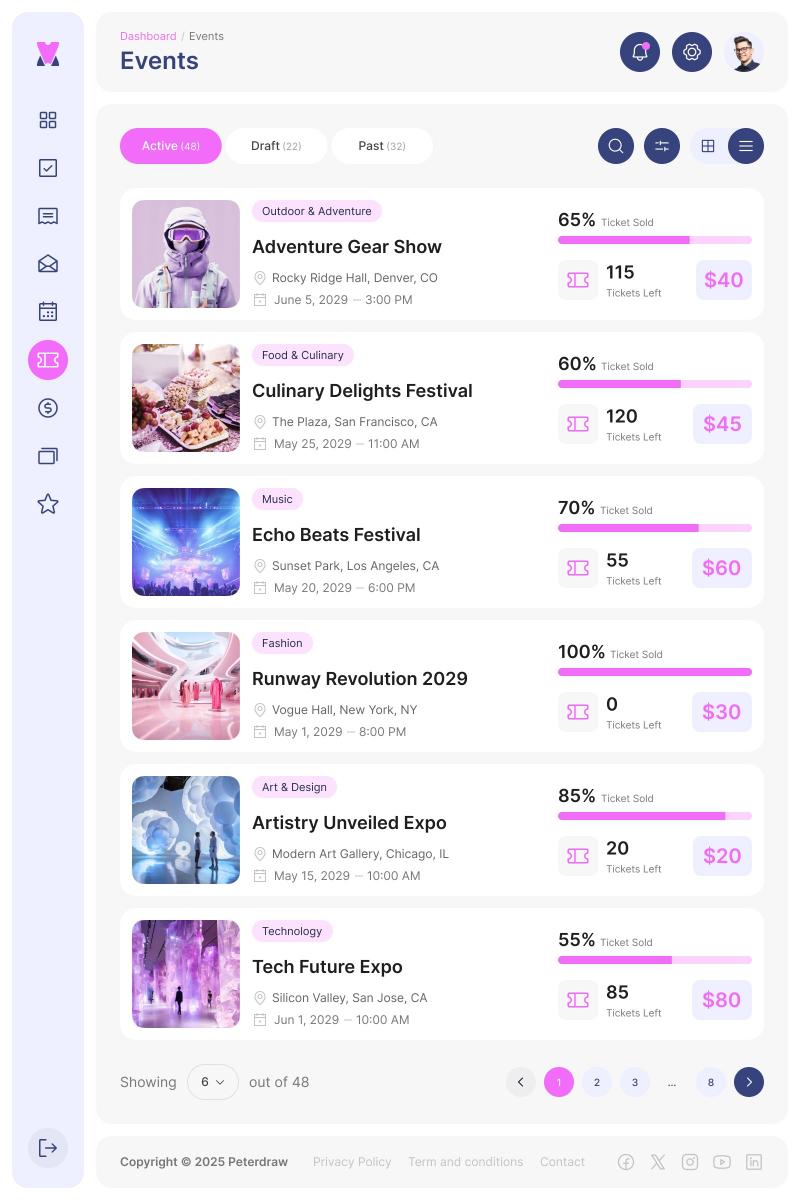 Dashboard / Events
Events
Active (48)
Draft (22)
Past (32)
Outdoor & Adventure
Adventure Gear Show
Rocky Ridge Hall, Denver, CO
June 5, 2029 — 3:00 PM
65% Ticket Sold
115
Tickets Left
$40
Food & Culinary
Culinary Delights Festival
The Plaza, San Francisco, CA
May 25, 2029 — 11:00 AM
60% Ticket Sold
120
Tickets Left
$45
Music
Echo Beats Festival
Sunset Park, Los Angeles, CA
May 20, 2029 — 6:00 PM
70% Ticket Sold
55
Tickets Left
$60
Fashion
Runway Revolution 2029
Vogue Hall, New York, NY
May 1, 2029 — 8:00 PM
100% Ticket Sold
0
Tickets Left
$30
Art & Design
Artistry Unveiled Expo
Modern Art Gallery, Chicago, IL
May 15, 2029 — 10:00 AM
85% Ticket Sold
20
Tickets Left
$20
Technology
Tech Future Expo
Silicon Valley, San Jose, CA
Jun 1, 2029 — 10:00 AM
55% Ticket Sold
85
Tickets Left
$80
Showing 6 out of 48
1 2 3 ... 8
Copyright © 2025 Peterdraw
Privacy Policy
Term and conditions
Contact